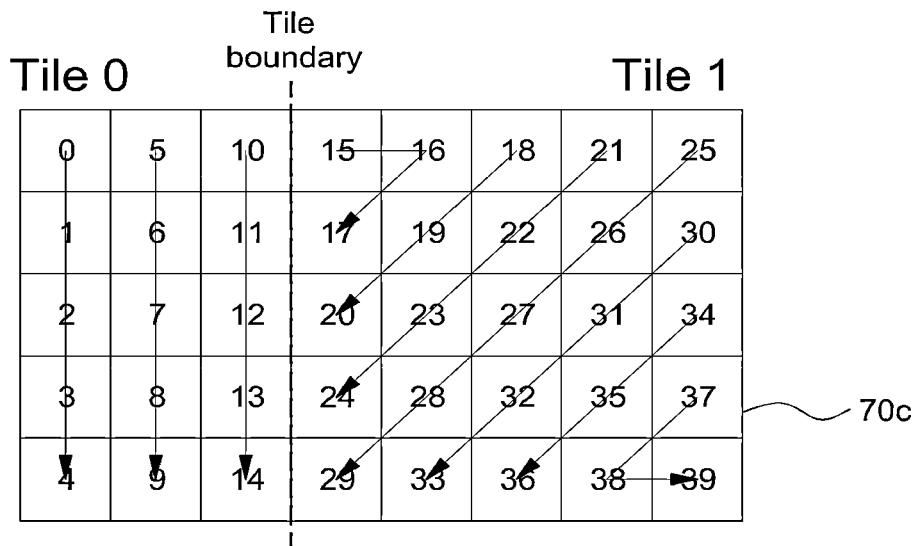 Tile
boundary
Tile 0
Tile 1
0 5 10 15 16 18 21 25
1 6 11 17 19 22 26 30
2 7 12 20 23 27 31 34
3 8 13 24 28 32 35 37
70c
4 9 14 29 33 36 38 39